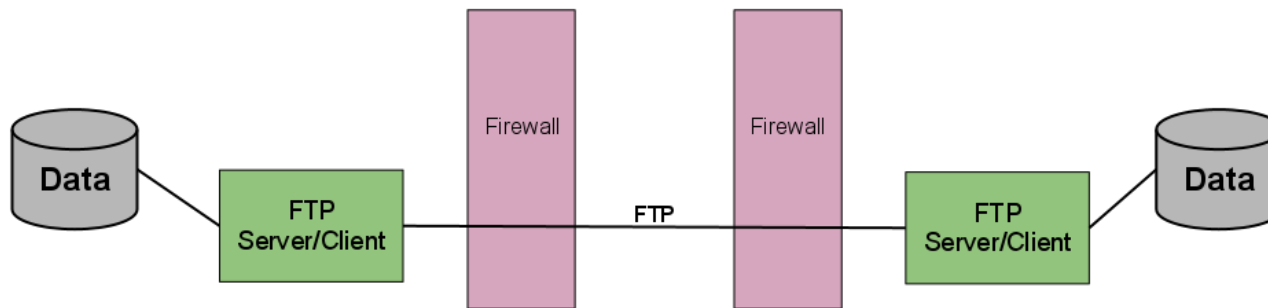 Data
FTP
Server/Client
Firewall
FTP
Firewall
FTP
Server/Client
Data